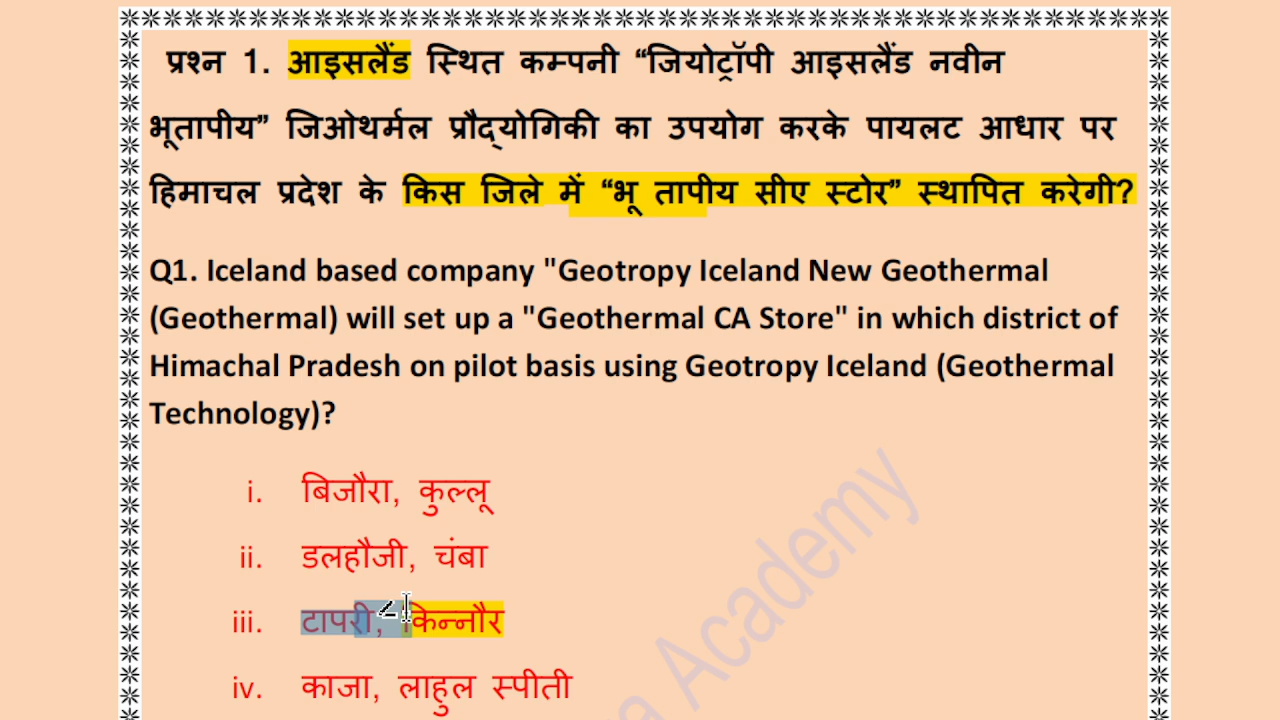 प्रश्न 1. आइसलैंड स्थित कम्पनी “जियोट्रॉपी आइसलैंड नवीन
भूतापीय” जिओथर्मल प्रौद्योगिकी का उपयोग करके पायलट आधार पर
हिमाचल प्रदेश के किस जिले में “भू तापीय सीए स्टोर” स्थापित करेगी?
Q1. Iceland based company "Geotropy Iceland New Geothermal
(Geothermal) will set up a "Geothermal CA Store" in which district of
Himachal Pradesh on pilot basis using Geotropy Iceland (Geothermal
Technology)?
i. बिजौरा, कुल्लू
ii. डलहौजी, चंबा
iii. टापरी, किन्नौर
iv. काजा, लाहुल स्पीती
Academy